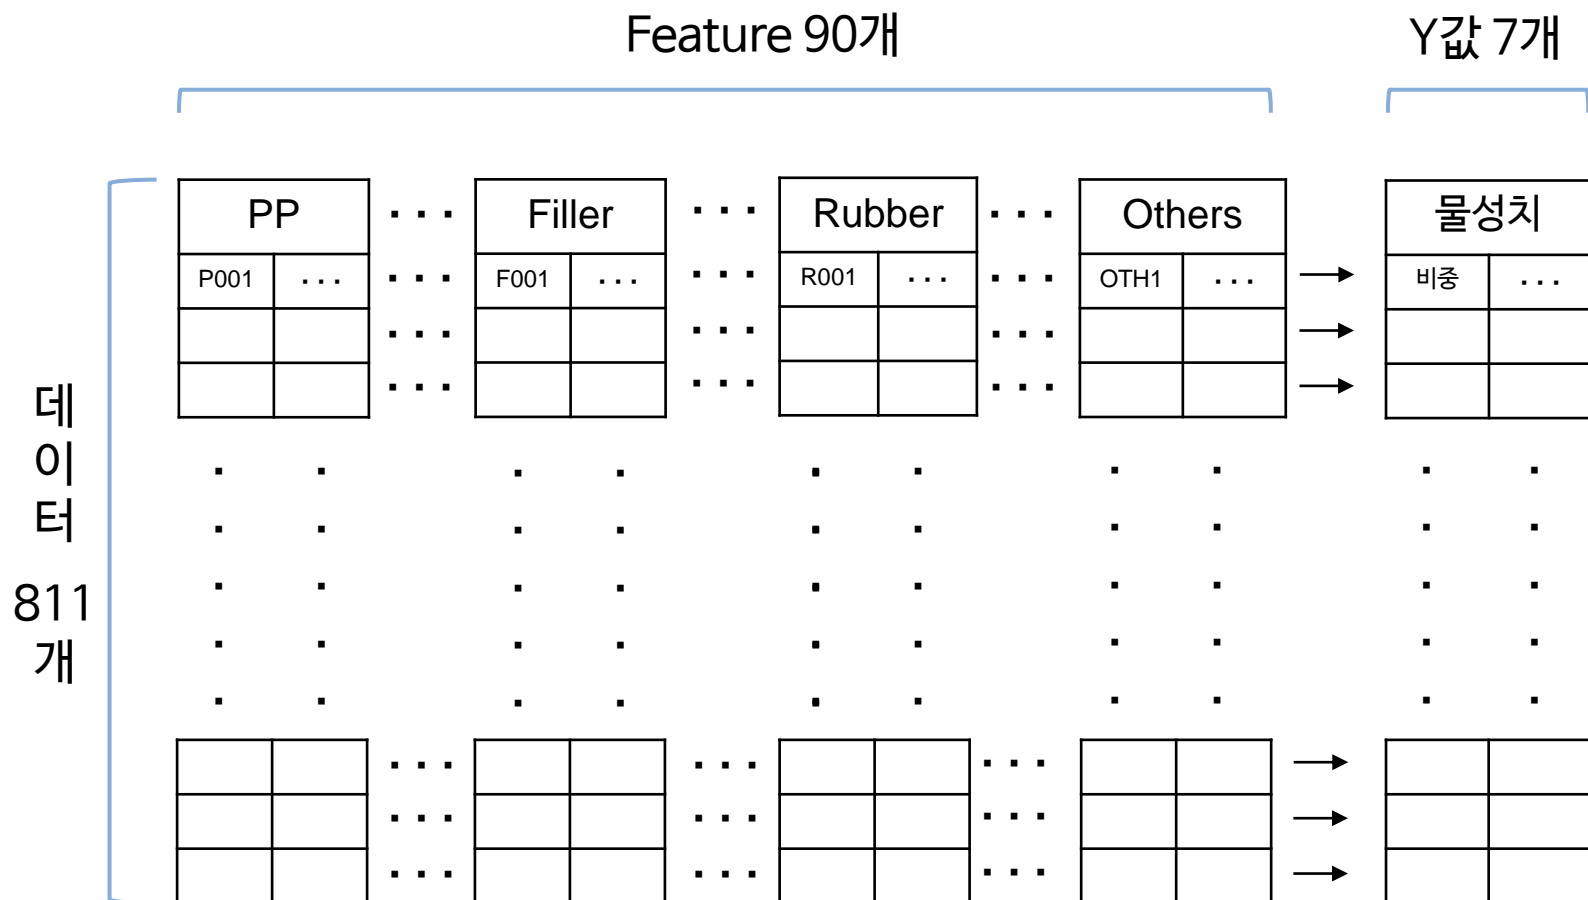 Feature 90개
Y값 7개
PP ... Filler ... Rubber ... Others 물성치
P001 ... ... F001 ... ... R001 ... ... OTH1 ... → 비중 ...
데
이
터
811
개